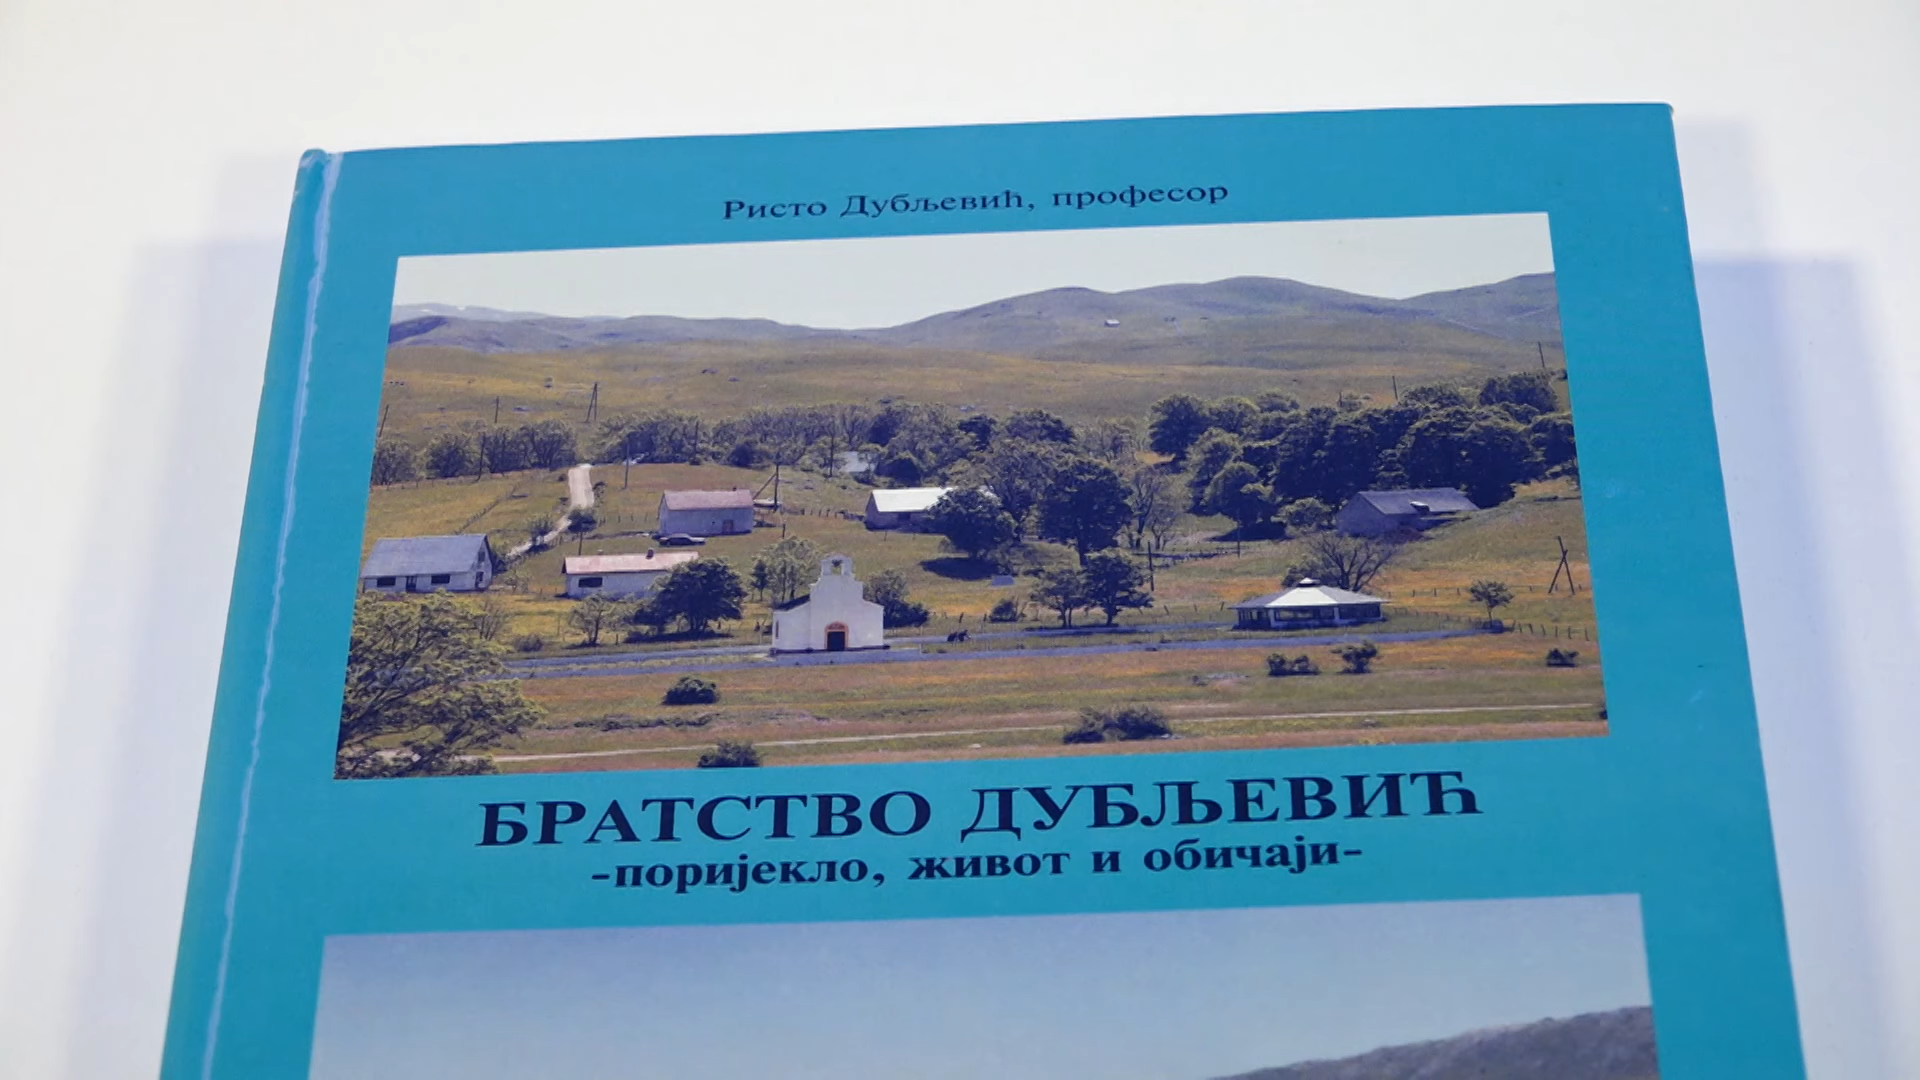 Ристо Дубљевић, професор
БРАТСТВО ДУБЉЕВИЋ
-поријекло, живот и обичаји-